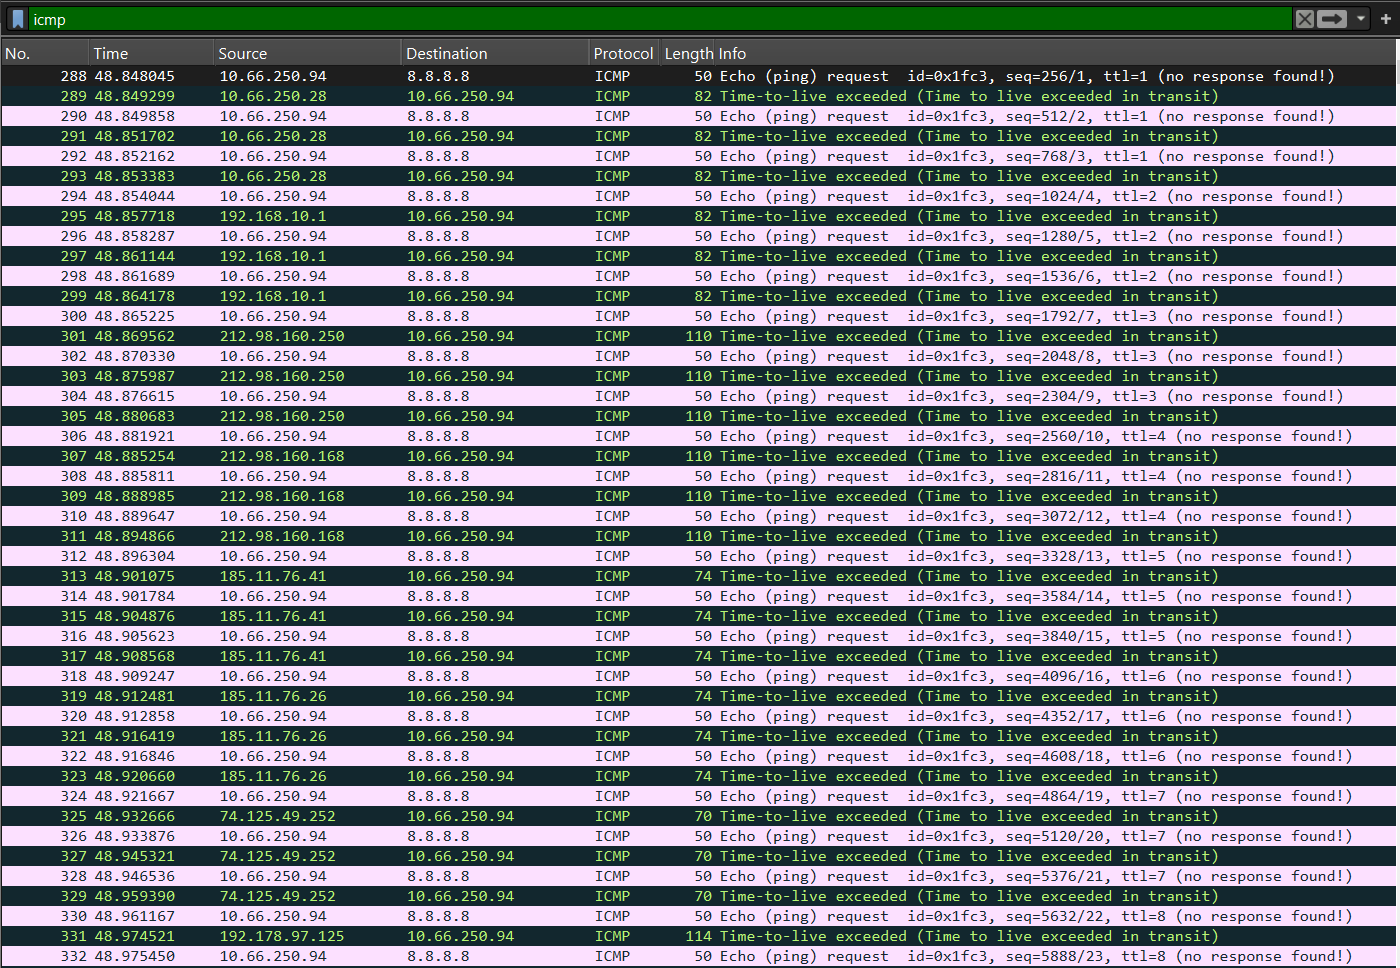 icmp
No. Time Source Destination Protocol Length Info
288 48.848045 10.66.250.94 8.8.8.8 ICMP 50 Echo (ping) request id=0x1fc3, seq=256/1, ttl=1 (no response found!)
289 48.849299 10.66.250.28 10.66.250.94 ICMP 82 Time-to-live exceeded (Time to live exceeded in transit)
290 48.849858 10.66.250.94 8.8.8.8 ICMP 50 Echo (ping) request id=0x1fc3, seq=512/2, ttl=1 (no response found!)
291 48.851702 10.66.250.28 10.66.250.94 ICMP 82 Time-to-live exceeded (Time to live exceeded in transit)
292 48.852162 10.66.250.94 8.8.8.8 ICMP 50 Echo (ping) request id=0x1fc3, seq=768/3, ttl=1 (no response found!)
293 48.853383 10.66.250.28 10.66.250.94 ICMP 82 Time-to-live exceeded (Time to live exceeded in transit)
294 48.854044 10.66.250.94 8.8.8.8 ICMP 50 Echo (ping) request id=0x1fc3, seq=1024/4, ttl=2 (no response found!)
295 48.857718 192.168.10.1 10.66.250.94 ICMP 82 Time-to-live exceeded (Time to live exceeded in transit)
296 48.858287 10.66.250.94 8.8.8.8 ICMP 50 Echo (ping) request id=0x1fc3, seq=1280/5, ttl=2 (no response found!)
297 48.861144 192.168.10.1 10.66.250.94 ICMP 82 Time-to-live exceeded (Time to live exceeded in transit)
298 48.861689 10.66.250.94 8.8.8.8 ICMP 50 Echo (ping) request id=0x1fc3, seq=1536/6, ttl=2 (no response found!)
299 48.864178 192.168.10.1 10.66.250.94 ICMP 82 Time-to-live exceeded (Time to live exceeded in transit)
300 48.865225 10.66.250.94 8.8.8.8 ICMP 50 Echo (ping) request id=0x1fc3, seq=1792/7, ttl=3 (no response found!)
301 48.869562 212.98.160.250 10.66.250.94 ICMP 110 Time-to-live exceeded (Time to live exceeded in transit)
302 48.870330 10.66.250.94 8.8.8.8 ICMP 50 Echo (ping) request id=0x1fc3, seq=2048/8, ttl=3 (no response found!)
303 48.875987 212.98.160.250 10.66.250.94 ICMP 110 Time-to-live exceeded (Time to live exceeded in transit)
304 48.876615 10.66.250.94 8.8.8.8 ICMP 50 Echo (ping) request id=0x1fc3, seq=2304/9, ttl=3 (no response found!)
305 48.880683 212.98.160.250 10.66.250.94 ICMP 110 Time-to-live exceeded (Time to live exceeded in transit)
306 48.881921 10.66.250.94 8.8.8.8 ICMP 50 Echo (ping) request id=0x1fc3, seq=2560/10, ttl=4 (no response found!)
307 48.885254 212.98.160.168 10.66.250.94 ICMP 110 Time-to-live exceeded (Time to live exceeded in transit)
308 48.885811 10.66.250.94 8.8.8.8 ICMP 50 Echo (ping) request id=0x1fc3, seq=2816/11, ttl=4 (no response found!)
309 48.888985 212.98.160.168 10.66.250.94 ICMP 110 Time-to-live exceeded (Time to live exceeded in transit)
310 48.889647 10.66.250.94 8.8.8.8 ICMP 50 Echo (ping) request id=0x1fc3, seq=3072/12, ttl=4 (no response found!)
311 48.894866 212.98.160.168 10.66.250.94 ICMP 110 Time-to-live exceeded (Time to live exceeded in transit)
312 48.896304 10.66.250.94 8.8.8.8 ICMP 50 Echo (ping) request id=0x1fc3, seq=3328/13, ttl=5 (no response found!)
313 48.901075 185.11.76.41 10.66.250.94 ICMP 74 Time-to-live exceeded (Time to live exceeded in transit)
314 48.901784 10.66.250.94 8.8.8.8 ICMP 50 Echo (ping) request id=0x1fc3, seq=3584/14, ttl=5 (no response found!)
315 48.904876 185.11.76.41 10.66.250.94 ICMP 74 Time-to-live exceeded (Time to live exceeded in transit)
316 48.905623 10.66.250.94 8.8.8.8 ICMP 50 Echo (ping) request id=0x1fc3, seq=3840/15, ttl=5 (no response found!)
317 48.908568 185.11.76.41 10.66.250.94 ICMP 74 Time-to-live exceeded (Time to live exceeded in transit)
318 48.909247 10.66.250.94 8.8.8.8 ICMP 50 Echo (ping) request id=0x1fc3, seq=4096/16, ttl=6 (no response found!)
319 48.912481 185.11.76.26 10.66.250.94 ICMP 74 Time-to-live exceeded (Time to live exceeded in transit)
320 48.912858 10.66.250.94 8.8.8.8 ICMP 50 Echo (ping) request id=0x1fc3, seq=4352/17, ttl=6 (no response found!)
321 48.916419 185.11.76.26 10.66.250.94 ICMP 74 Time-to-live exceeded (Time to live exceeded in transit)
322 48.916846 10.66.250.94 8.8.8.8 ICMP 50 Echo (ping) request id=0x1fc3, seq=4608/18, ttl=6 (no response found!)
323 48.920660 185.11.76.26 10.66.250.94 ICMP 74 Time-to-live exceeded (Time to live exceeded in transit)
324 48.921667 10.66.250.94 8.8.8.8 ICMP 50 Echo (ping) request id=0x1fc3, seq=4864/19, ttl=7 (no response found!)
325 48.932666 74.125.49.252 10.66.250.94 ICMP 70 Time-to-live exceeded (Time to live exceeded in transit)
326 48.933876 10.66.250.94 8.8.8.8 ICMP 50 Echo (ping) request id=0x1fc3, seq=5120/20, ttl=7 (no response found!)
327 48.945321 74.125.49.252 10.66.250.94 ICMP 70 Time-to-live exceeded (Time to live exceeded in transit)
328 48.946536 10.66.250.94 8.8.8.8 ICMP 50 Echo (ping) request id=0x1fc3, seq=5376/21, ttl=7 (no response found!)
329 48.959390 74.125.49.252 10.66.250.94 ICMP 70 Time-to-live exceeded (Time to live exceeded in transit)
330 48.961167 10.66.250.94 8.8.8.8 ICMP 50 Echo (ping) request id=0x1fc3, seq=5632/22, ttl=8 (no response found!)
331 48.974521 192.178.97.125 10.66.250.94 ICMP 114 Time-to-live exceeded (Time to live exceeded in transit)
332 48.975450 10.66.250.94 8.8.8.8 ICMP 50 Echo (ping) request id=0x1fc3, seq=5888/23, ttl=8 (no response found!)